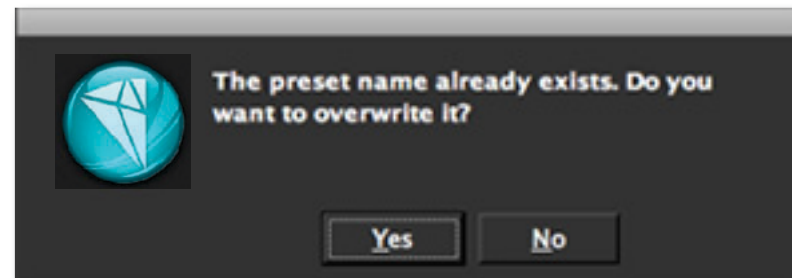 The preset name already exists. Do you
want to overwrite it?
Yes
No